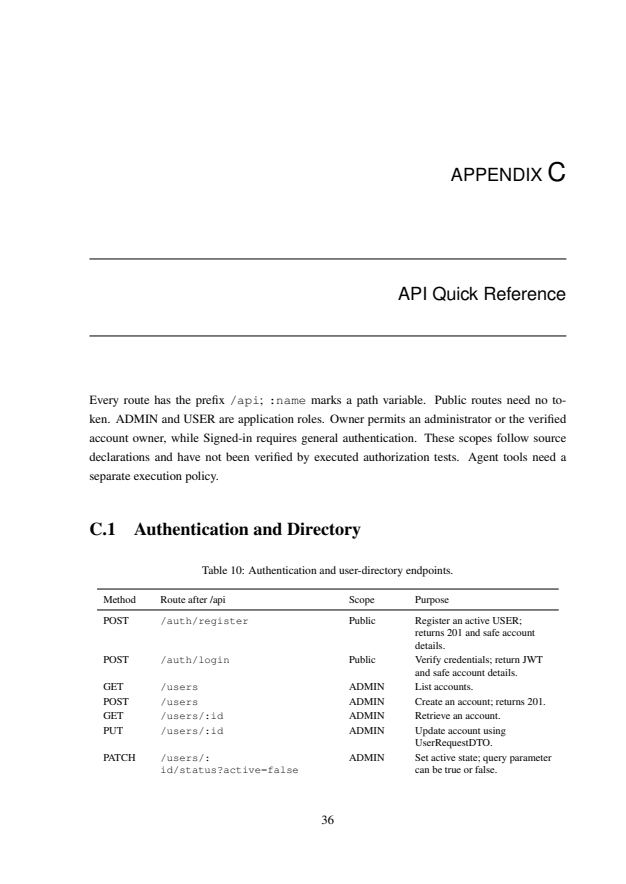 APPENDIX C
API Quick Reference
Every route has the prefix /api; :name marks a path variable. Public routes need no to-
ken. ADMIN and USER are application roles. Owner permits an administrator or the verified
account owner, while Signed-in requires general authentication. These scopes follow source
declarations and have not been verified by executed authorization tests. Agent tools need a
separate execution policy.
C.1 Authentication and Directory
Table 10: Authentication and user-directory endpoints.
Method Route after /api Scope Purpose
POST /auth/register Public Register an active USER;
returns 201 and safe account
details.
POST /auth/login Public Verify credentials; return JWT
and safe account details.
GET /users ADMIN List accounts.
POST /users ADMIN Create an account; returns 201.
GET /users/:id ADMIN Retrieve an account.
PUT /users/:id ADMIN Update account using
UserRequestDTO.
PATCH /users/: ADMIN Set active state; query parameter
id/status?active=false can be true or false.
36